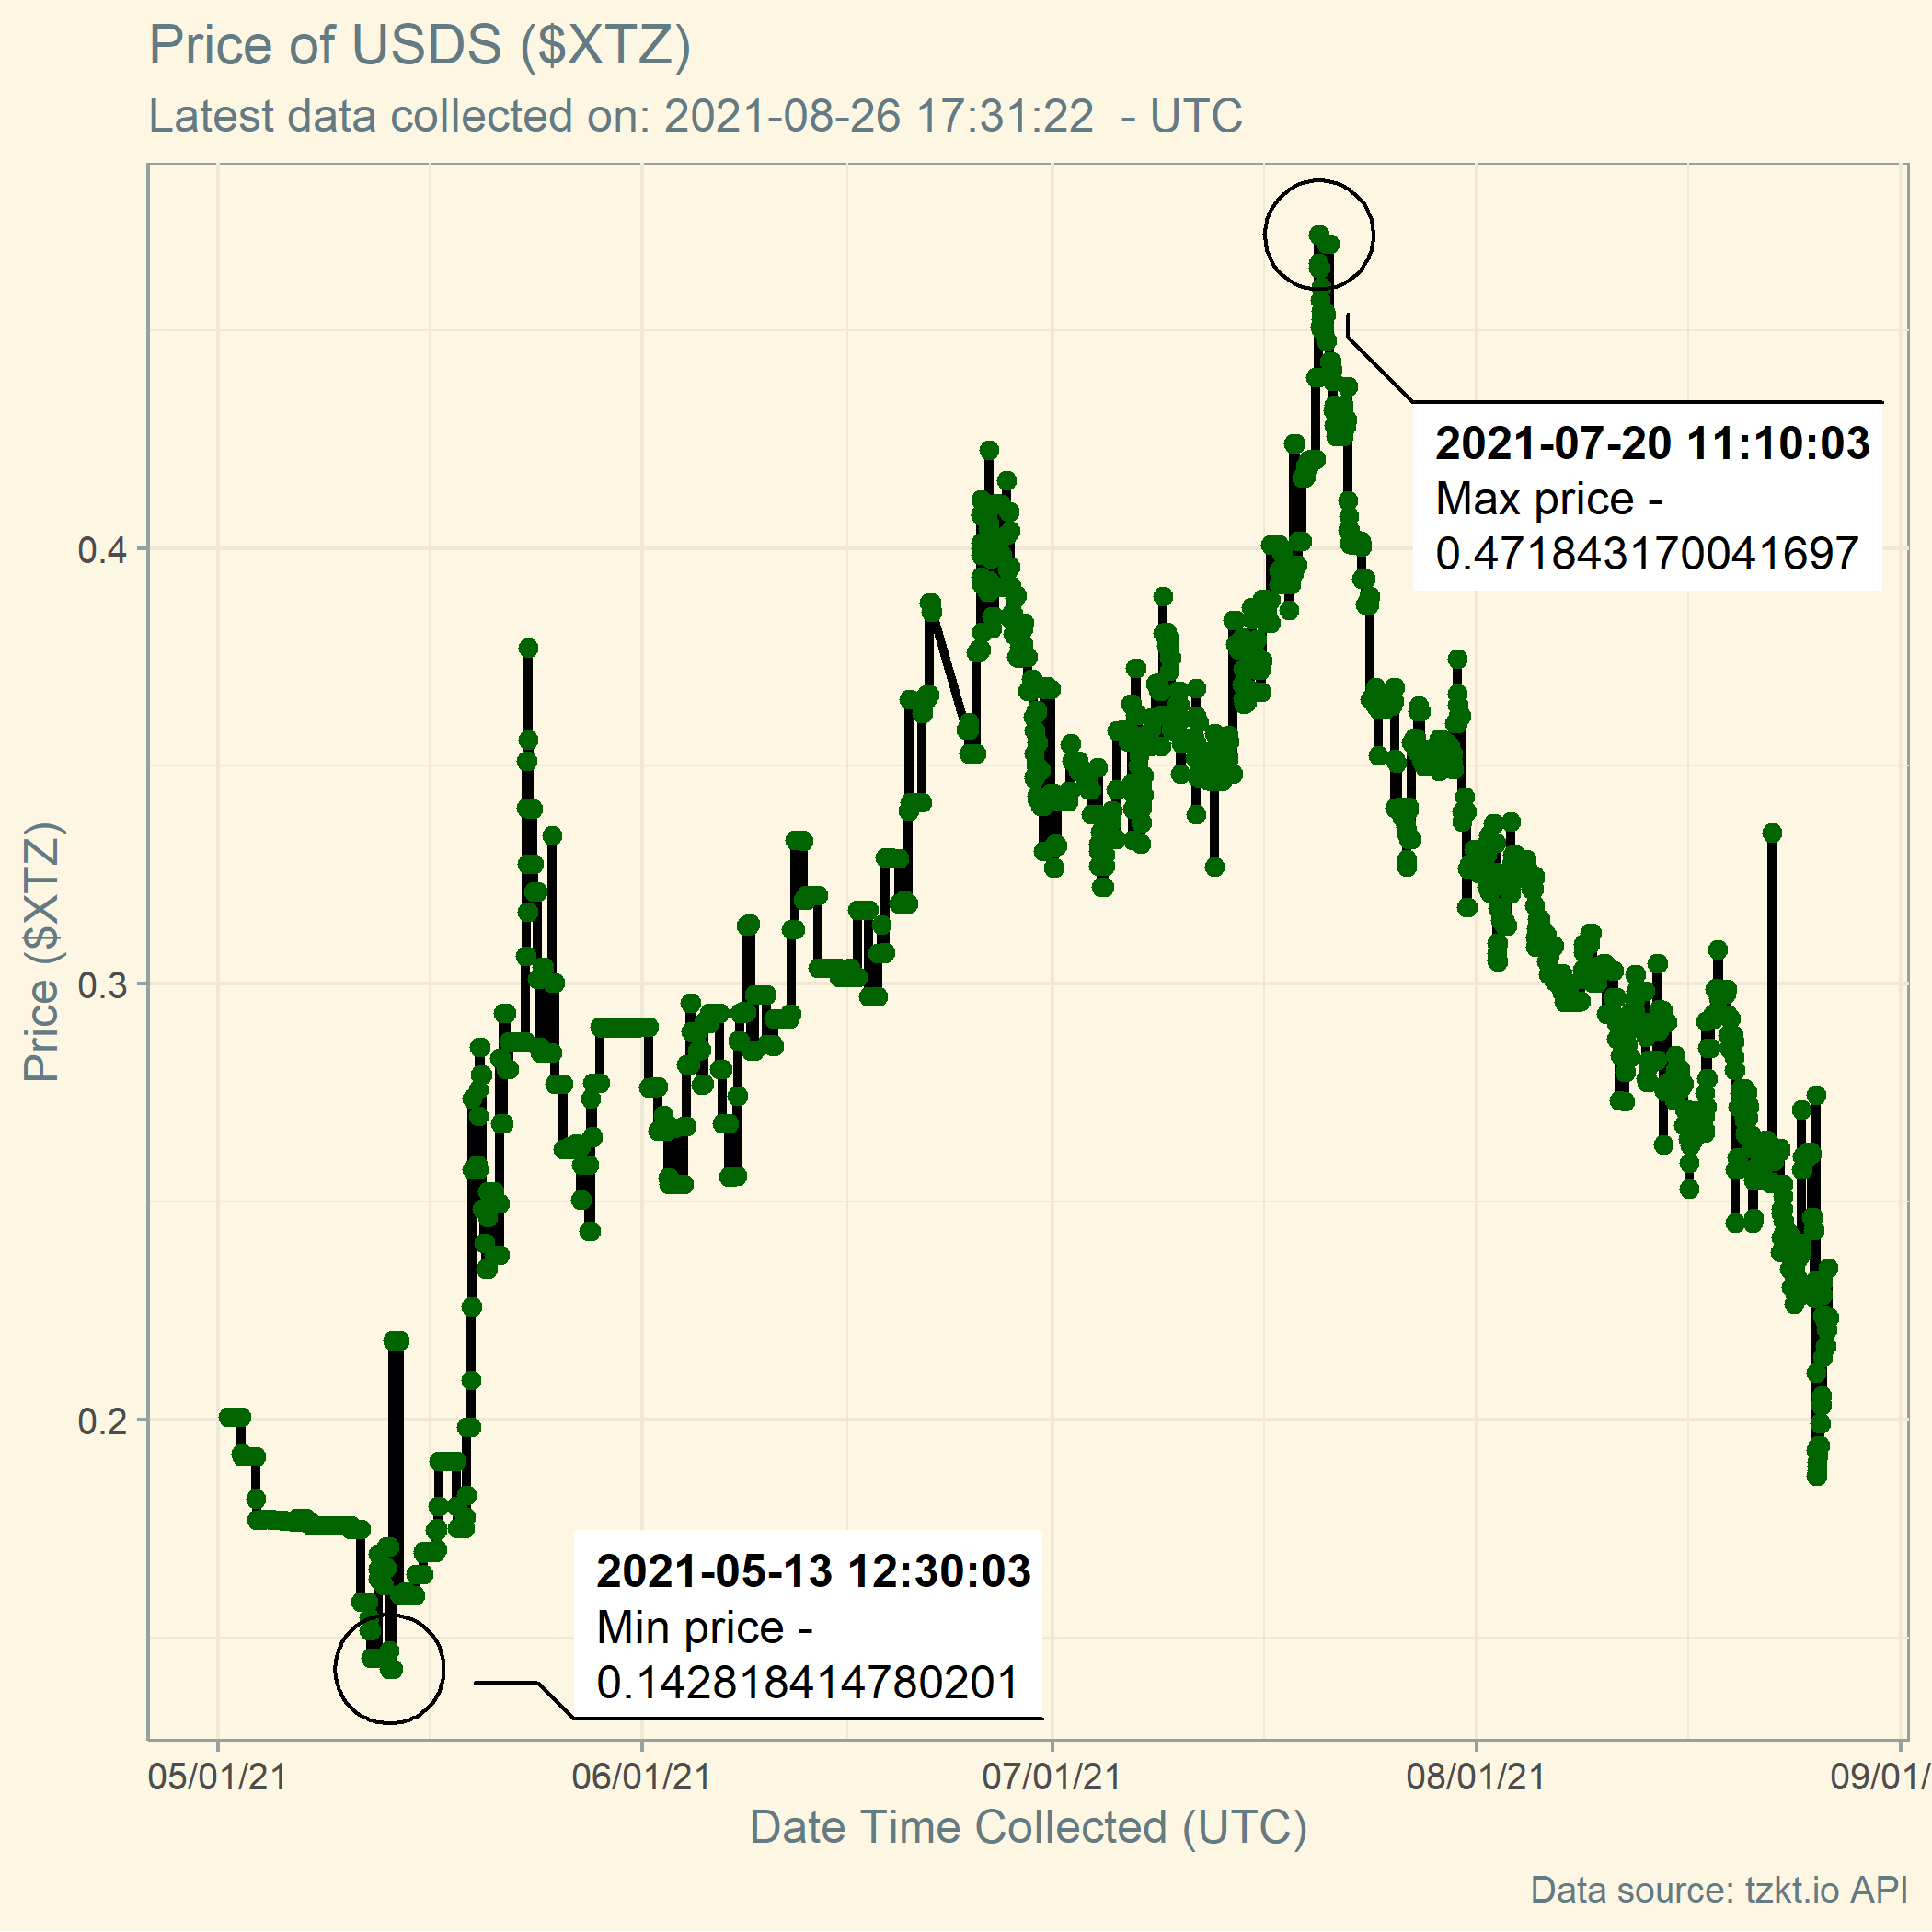 Price of USDS ($XTZ)
Latest data collected on: 2021-08-26 17:31:22  - UTC
2021-07-20 11:10:03
Max price -
0.471843170041697
0.4
0.3
0.2
Price ($XTZ)
2021-05-13 12:30:03
Min price -
0.142818414780201
05/01/21
06/01/21
07/01/21
08/01/21
09/01/
Date Time Collected (UTC)
Data source: tzkt.io API